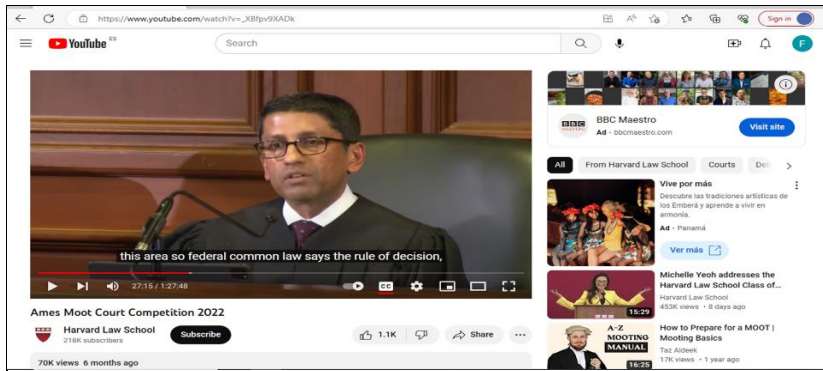 https://www.youtube.com/watch?v=_XBfpv9XADk
Sign in
YouTube ES
Search
F
this area so federal common law says the rule of decision,
27:15 / 1:27:48
CC
Ames Moot Court Competition 2022
Harvard Law School
218K subscribers
Subscribe
1.1K
Share
70K views 6 months ago
BBC
MAESTRO
BBC Maestro
Ad · bbcmaestro.com
Visit site
All
From Harvard Law School
Courts
Vive por más
Descubre las tradiciones artísticas de
los Emberá y aprende a vivir en
armonía.
Ad · Panamá
Ver más
Michelle Yeoh addresses the
Harvard Law School Class of...
Harvard Law School
453K views · 8 days ago
15:29
A-Z
MOOTING
MANUAL
16:25
How to Prepare for a MOOT |
Mooting Basics
Taz Aldeek
17K views · 1 year ago